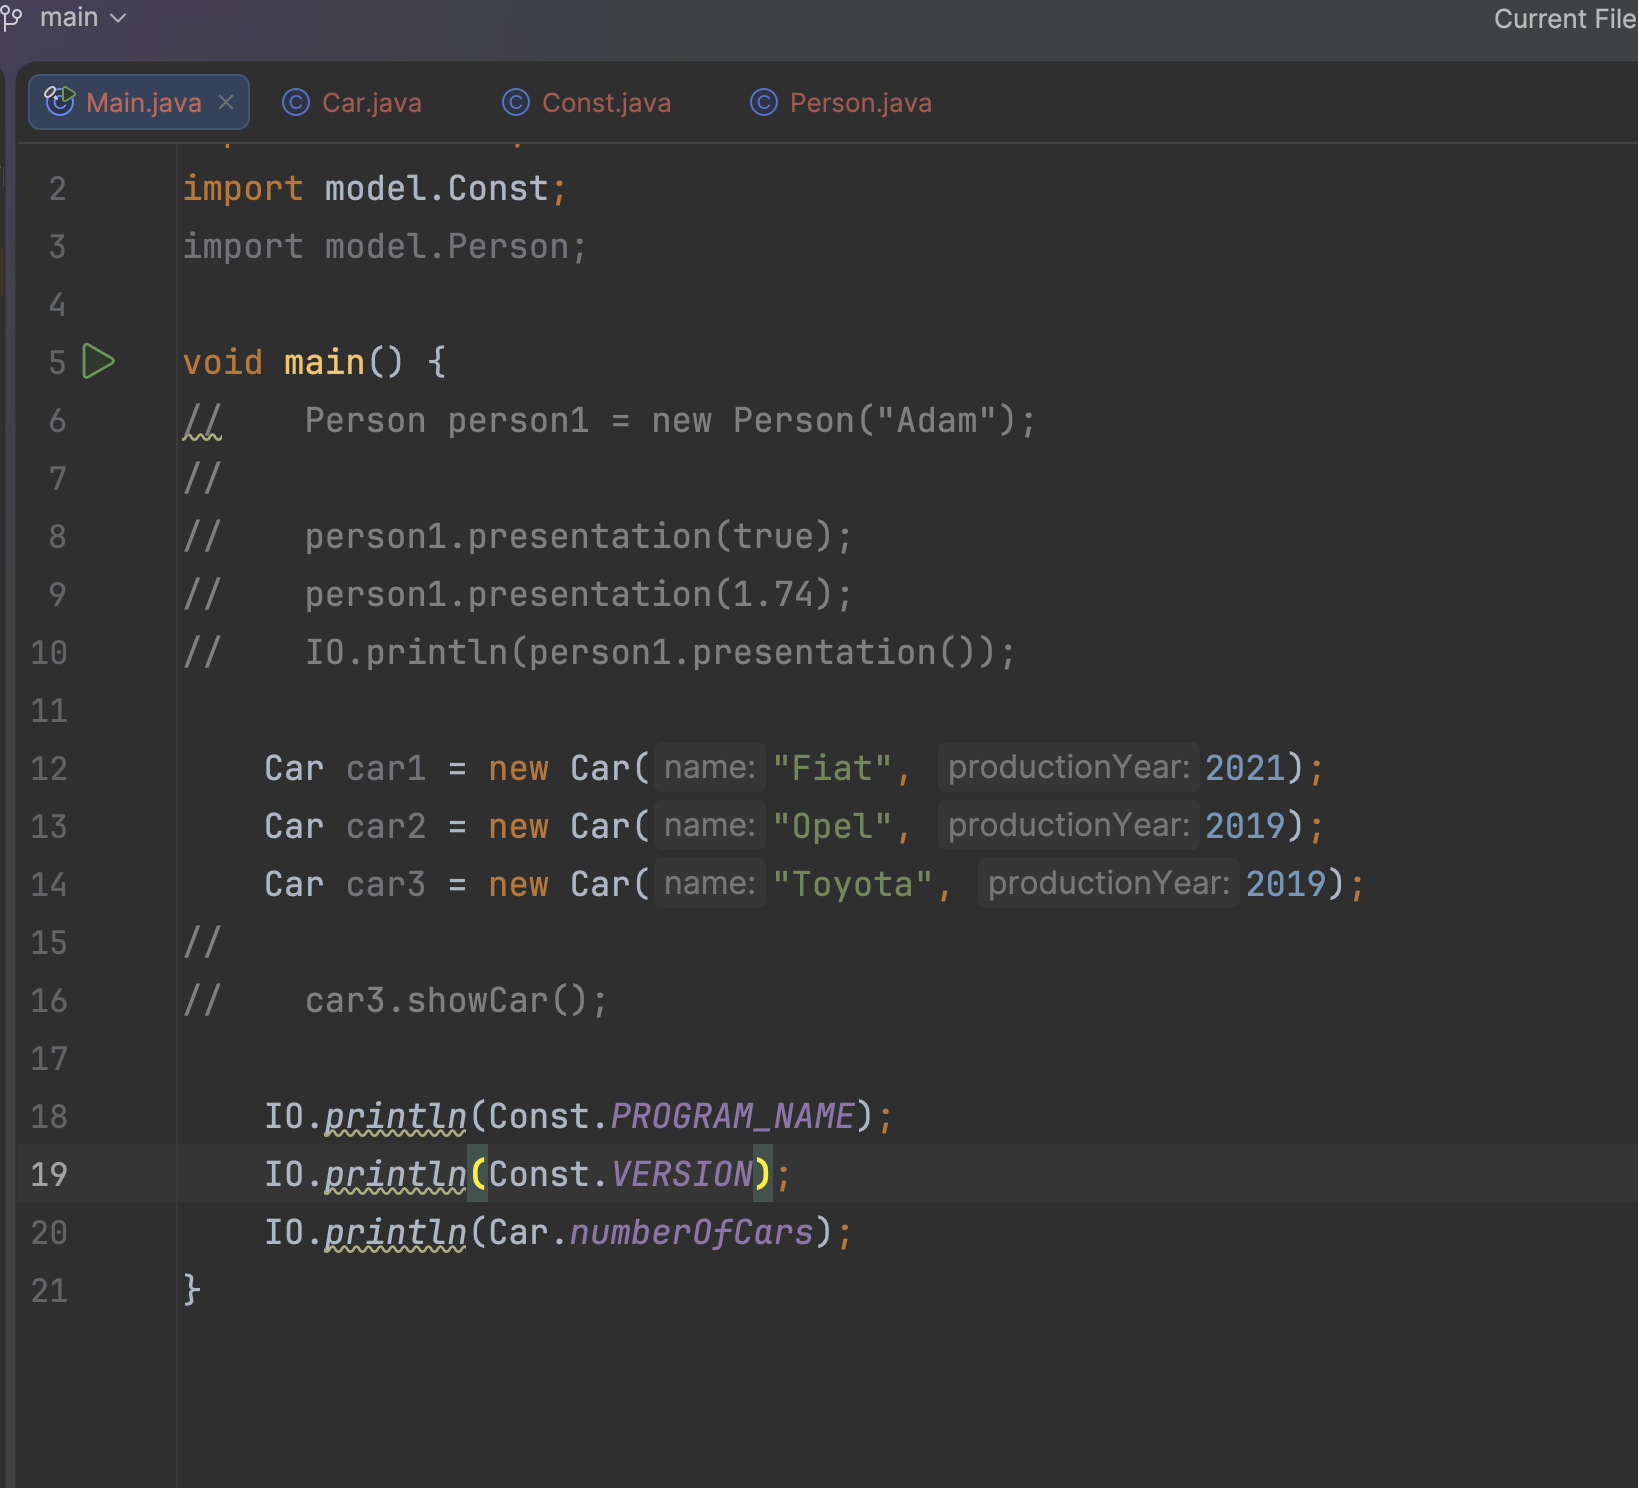 main
Current File
Main.java × Car.java Const.java Person.java
2 import model.Const;
3 import model.Person;
4
5 void main() {
6 //    Person person1 = new Person("Adam");
7 //
8 //    person1.presentation(true);
9 //    person1.presentation(1.74);
10 //    IO.println(person1.presentation());
11
12     Car car1 = new Car( name: "Fiat",  productionYear: 2021);
13     Car car2 = new Car( name: "Opel",  productionYear: 2019);
14     Car car3 = new Car( name: "Toyota",  productionYear: 2019);
15 //
16 //    car3.showCar();
17
18     IO.println(Const.PROGRAM_NAME);
19     IO.println(Const.VERSION);
20     IO.println(Car.numberOfCars);
21 }